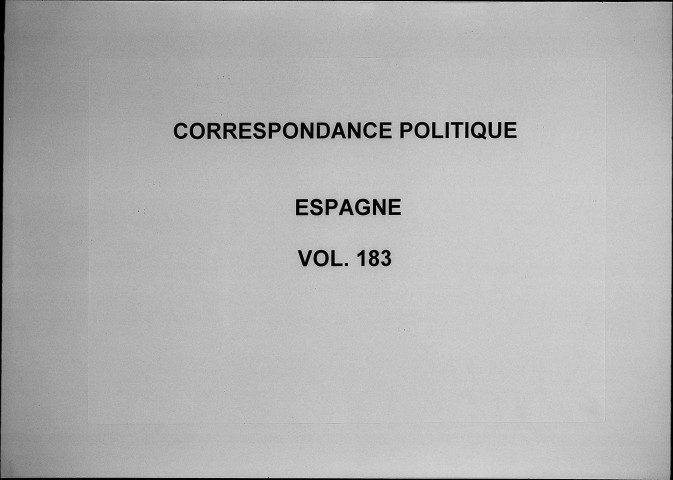 CORRESPONDANCE POLITIQUE
ESPAGNE
VOL. 183